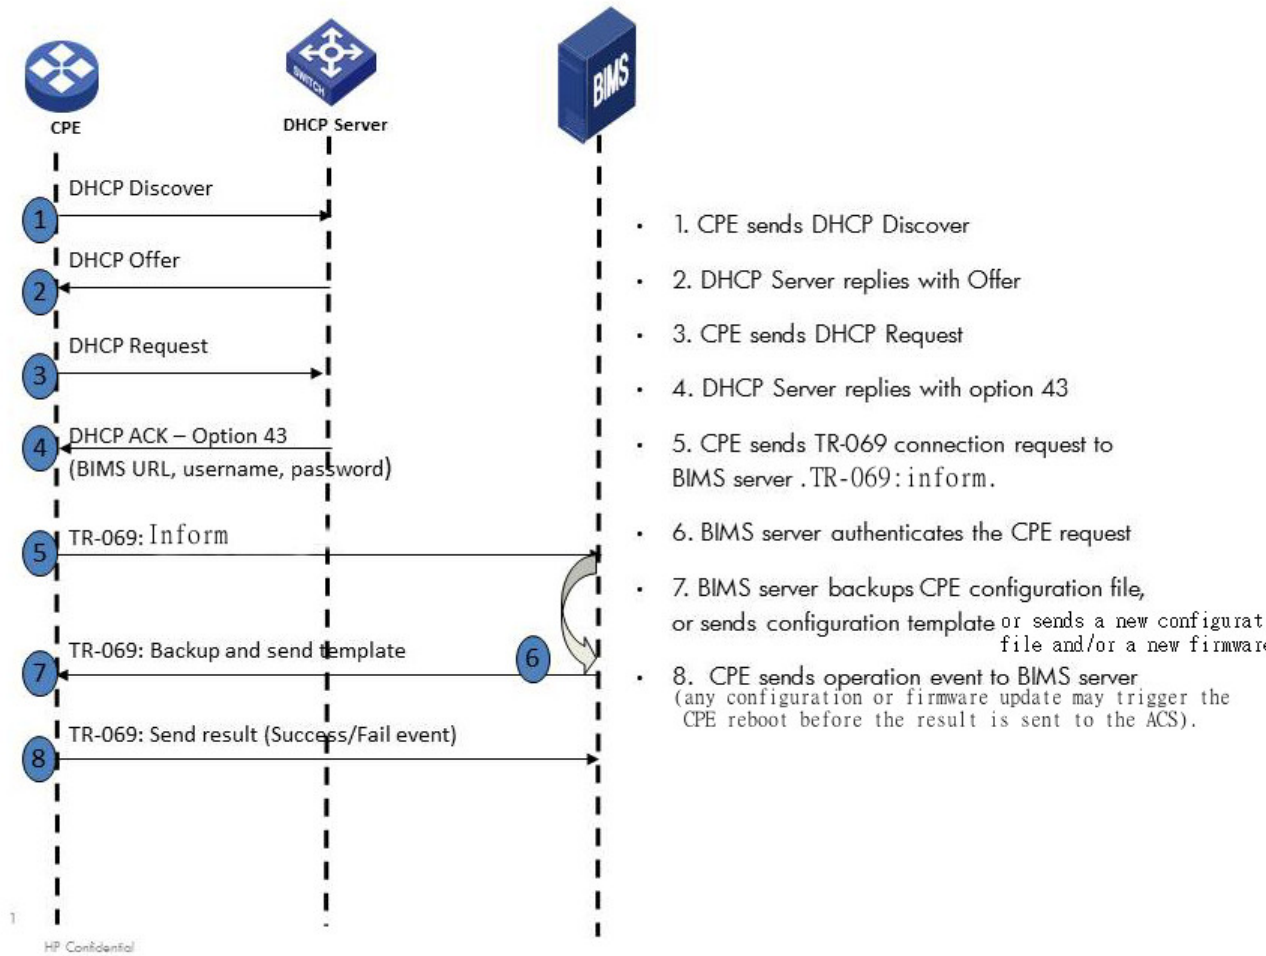 SWITCH
BIMS
CPE
DHCP Server
DHCP Discover
1
DHCP Offer
2
DHCP Request
3
DHCP ACK – Option 43
4
(BIMS URL, username, password)
TR-069: Inform
5
6
TR-069: Backup and send template
7
TR-069: Send result (Success/Fail event)
8
• 1. CPE sends DHCP Discover
• 2. DHCP Server replies with Offer
• 3. CPE sends DHCP Request
• 4. DHCP Server replies with option 43
• 5. CPE sends TR-069 connection request to
BIMS server .TR-069:inform.
• 6. BIMS server authenticates the CPE request
• 7. BIMS server backups CPE configuration file,
or sends configuration template or sends a new configurat
file and/or a new firmware
• 8. CPE sends operation event to BIMS server
(any configuration or firmware update may trigger the
CPE reboot before the result is sent to the ACS).
1
HP Confidential